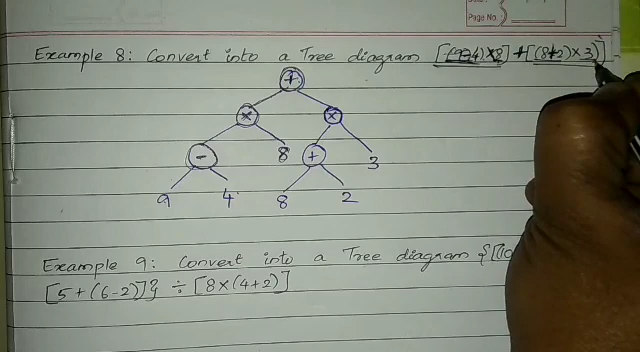 Page No.:
Example 8: Convert into a Tree diagram [(9-4)×8]+[(8+2)×3]
+
× ×
- 8 + 3
9 4 8 2
Example 9: Convert into a Tree diagram {[10
[5+(6-2)]} ÷ [8×(4+2)]